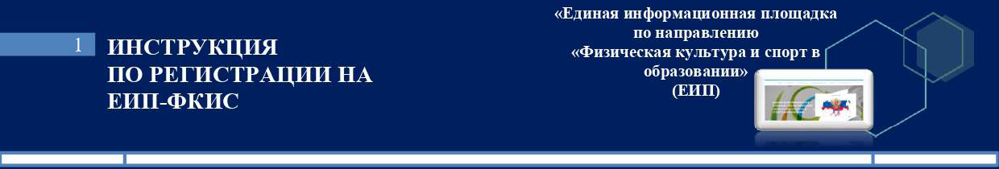 1
ИНСТРУКЦИЯ
ПО РЕГИСТРАЦИИ НА
ЕИП-ФКИС
«Единая информационная площадка
по направлению
«Физическая культура и спорт в
образовании»
(ЕИП)